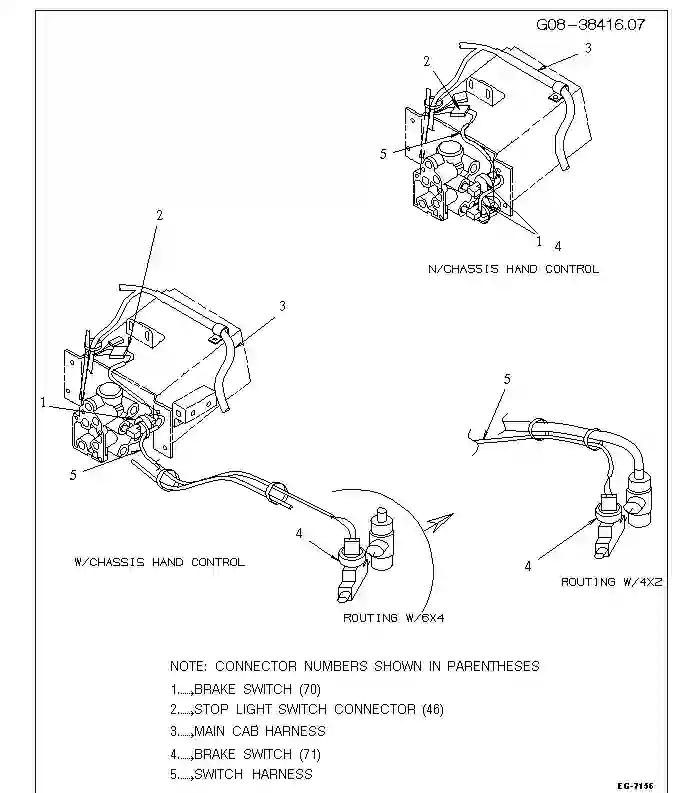 G08-38416.07
3
2
5
1
4
N/CHASSIS HAND CONTROL
2
3
1
5
W/CHASSIS HAND CONTROL
4
ROUTING W/6X4
5
4
ROUTING W/4X2
NOTE: CONNECTOR NUMBERS SHOWN IN PARENTHESES
1.....BRAKE SWITCH (70)
2.....STOP LIGHT SWITCH CONNECTOR (46)
3.....MAIN CAB HARNESS
4.....BRAKE SWITCH (71)
5.....SWITCH HARNESS
EG-7156